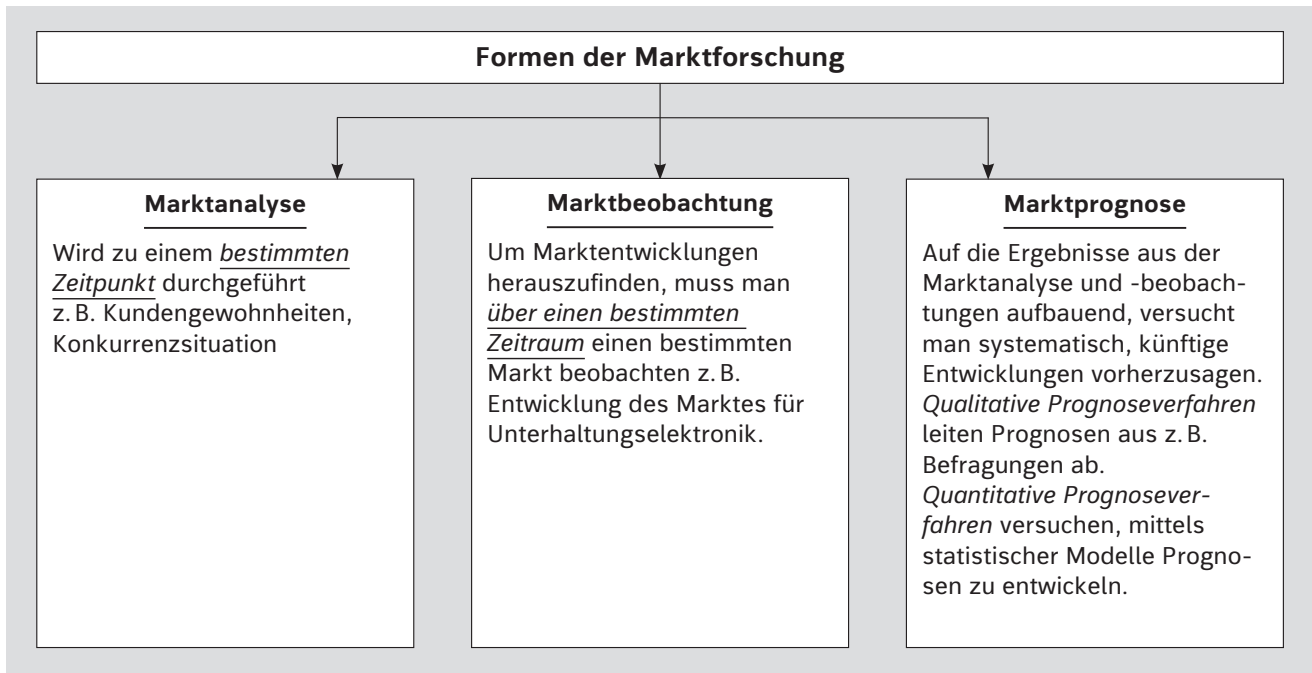 Formen der Marktforschung
Marktanalyse
Wird zu einem bestimmten
Zeitpunkt durchgeführt
z. B. Kundengewohnheiten,
Konkurrenzsituation
Marktbeobachtung
Um Marktentwicklungen
herauszufinden, muss man
über einen bestimmten
Zeitraum einen bestimmten
Markt beobachten z. B.
Entwicklung des Marktes für
Unterhaltungselektronik.
Marktprognose
Auf die Ergebnisse aus der
Marktanalyse und -beobach-
tungen aufbauend, versucht
man systematisch, künftige
Entwicklungen vorherzusagen.
Qualitative Prognoseverfahren
leiten Prognosen aus z. B.
Befragungen ab.
Quantitative Prognosever-
fahren versuchen, mittels
statistischer Modelle Progno-
sen zu entwickeln.